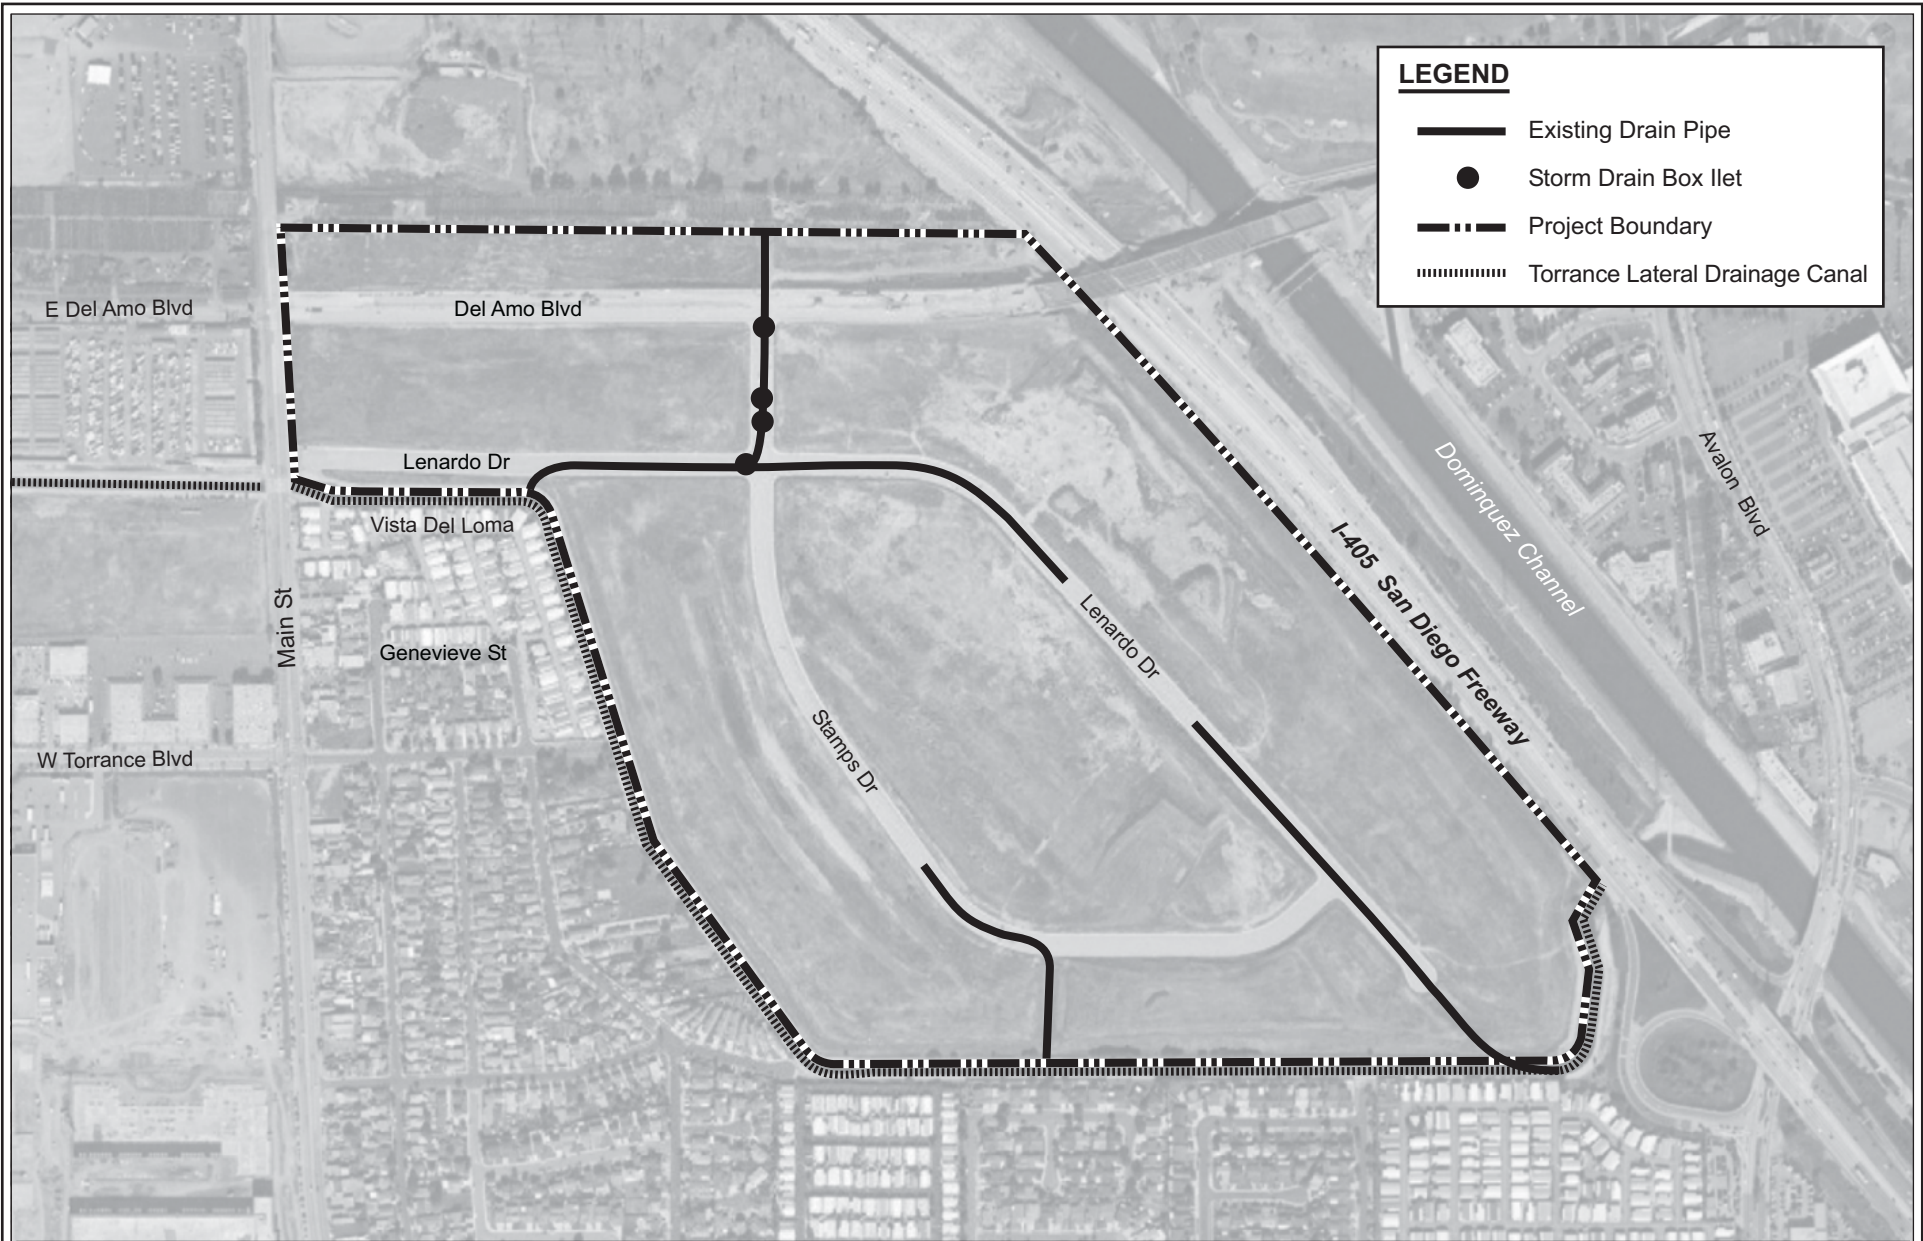 LEGEND
Existing Drain Pipe
Storm Drain Box Ilet
Project Boundary
Torrance Lateral Drainage Canal
E Del Amo Blvd
Del Amo Blvd
Lenardo Dr
Vista Del Loma
Main St
Genevieve St
W Torrance Blvd
Stamps Dr
Lenardo Dr
I-405 San Diego Freeway
Dominquez Channel
Avalon Blvd